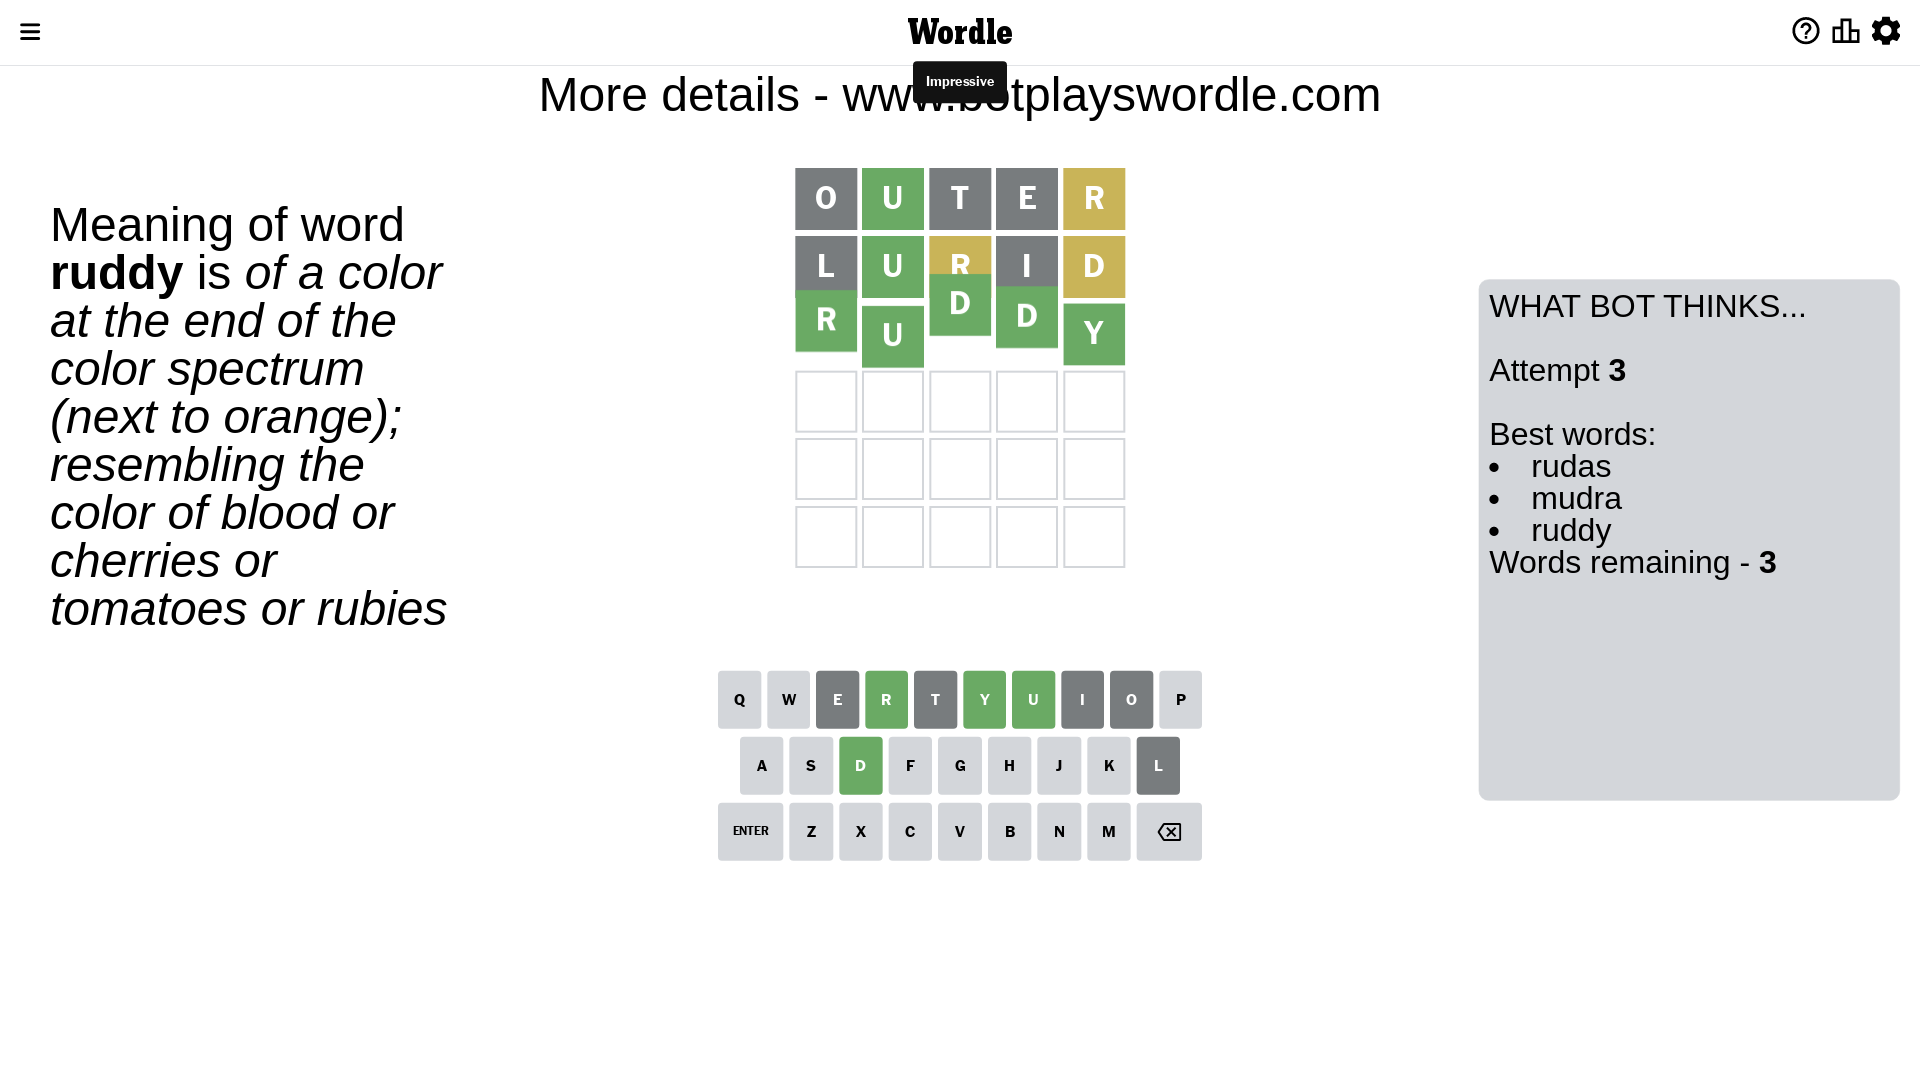 Wordle
Impressive
More details - www.botplayswordle.com
Meaning of word
ruddy is of a color
at the end of the
color spectrum
(next to orange);
resembling the
color of blood or
cherries or
tomatoes or rubies
O U T E R
L U R I D
R U D D Y
WHAT BOT THINKS...
Attempt 3
Best words:
• rudas
• mudra
• ruddy
Words remaining - 3
Q W E R T Y U I O P
A S D F G H J K L
ENTER Z X C V B N M